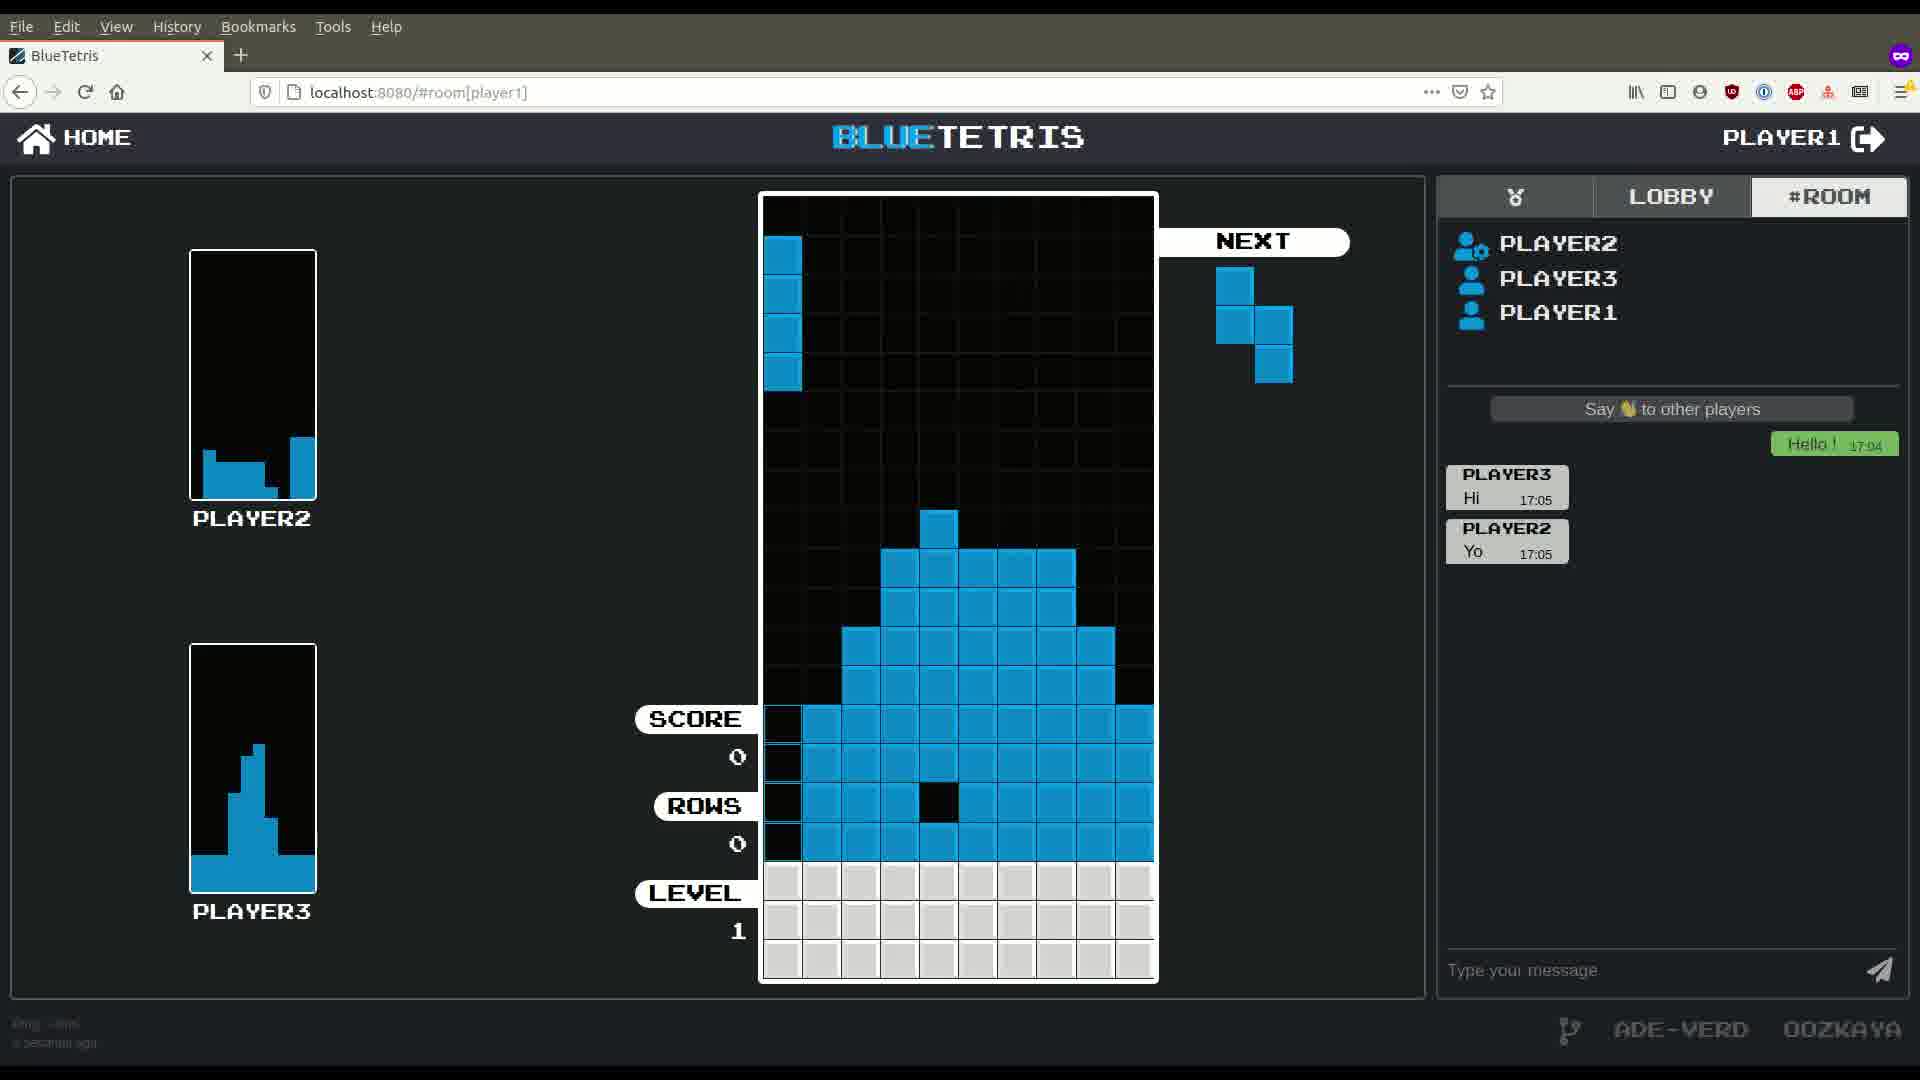 File Edit View History Bookmarks Tools Help
BlueTetris
localhost:8080/#room[player1]
HOME
BLUETETRIS
PLAYER1
LOBBY
#ROOM
NEXT
PLAYER2
PLAYER3
PLAYER1
Say 👋 to other players
Hello ! 17:04
PLAYER3
Hi 17:05
PLAYER2
Yo 17:05
PLAYER2
SCORE
0
ROWS
0
LEVEL
1
PLAYER3
Type your message
ADE-VERD OOZKAYA
ABP